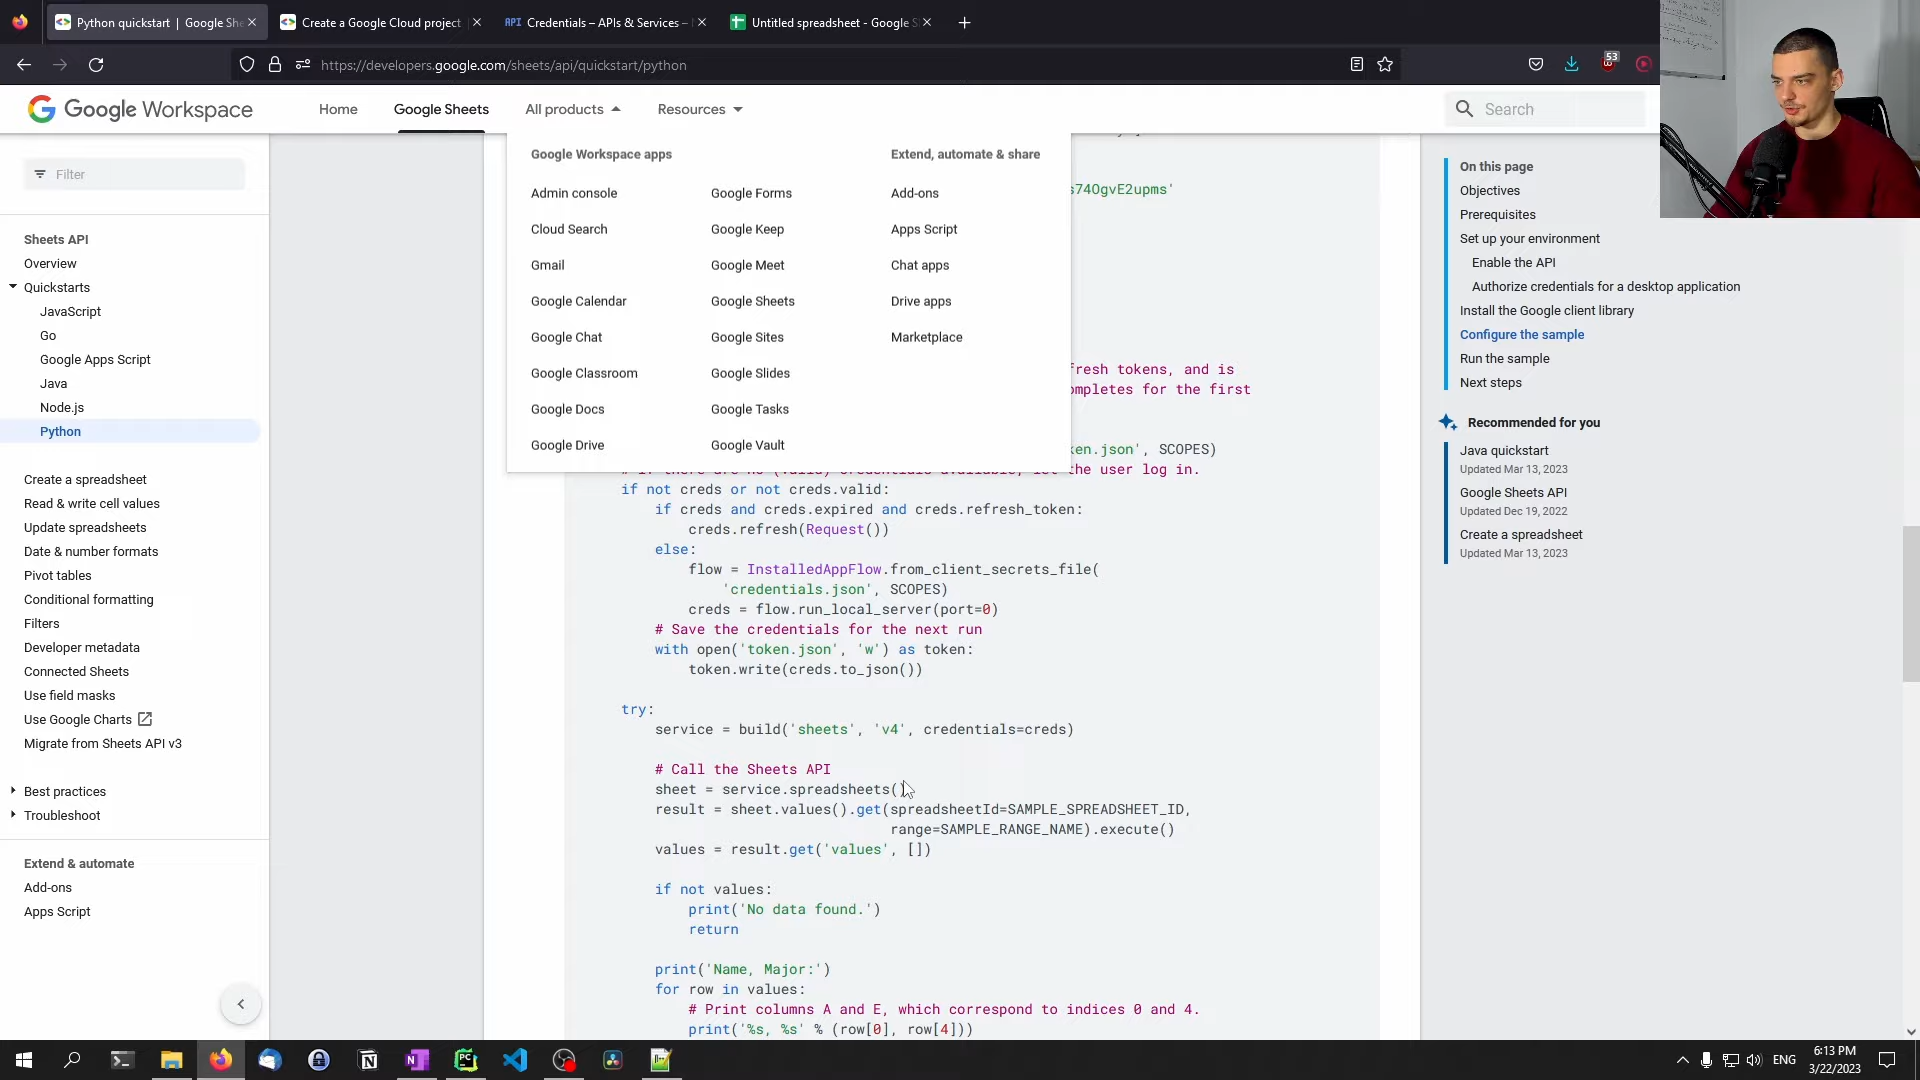 Python quickstart | Google She
Create a Google Cloud project
API Credentials – APIs & Services –
Untitled spreadsheet - Google S
https://developers.google.com/sheets/api/quickstart/python
53
Google Workspace
Home
Google Sheets
All products
Resources
Search
Filter
Sheets API
Overview
Quickstarts
JavaScript
Go
Google Apps Script
Java
Node.js
Python
Create a spreadsheet
Read & write cell values
Update spreadsheets
Date & number formats
Pivot tables
Conditional formatting
Filters
Developer metadata
Connected Sheets
Use field masks
Use Google Charts
Migrate from Sheets API v3
Best practices
Troubleshoot
Extend & automate
Add-ons
Apps Script
Google Workspace apps
Admin console
Cloud Search
Gmail
Google Calendar
Google Chat
Google Classroom
Google Docs
Google Drive
Google Forms
Google Keep
Google Meet
Google Sheets
Google Sites
Google Slides
Google Tasks
Google Vault
Extend, automate & share
Add-ons
Apps Script
Chat apps
Drive apps
Marketplace
s74OgvE2upms'
fresh tokens, and is
ompletes for the first
ken.json', SCOPES)
# If there are no (valid) credentials available, let the user log in.
if not creds or not creds.valid:
if creds and creds.expired and creds.refresh_token:
creds.refresh(Request())
else:
flow = InstalledAppFlow.from_client_secrets_file(
'credentials.json', SCOPES)
creds = flow.run_local_server(port=0)
# Save the credentials for the next run
with open('token.json', 'w') as token:
token.write(creds.to_json())
try:
service = build('sheets', 'v4', credentials=creds)
# Call the Sheets API
sheet = service.spreadsheets()
result = sheet.values().get(spreadsheetId=SAMPLE_SPREADSHEET_ID,
range=SAMPLE_RANGE_NAME).execute()
values = result.get('values', [])
if not values:
print('No data found.')
return
print('Name, Major:')
for row in values:
# Print columns A and E, which correspond to indices 0 and 4.
print('%s, %s' % (row[0], row[4]))
On this page
Objectives
Prerequisites
Set up your environment
Enable the API
Authorize credentials for a desktop application
Install the Google client library
Configure the sample
Run the sample
Next steps
Recommended for you
Java quickstart
Updated Mar 13, 2023
Google Sheets API
Updated Dec 19, 2022
Create a spreadsheet
Updated Mar 13, 2023
ENG
6:13 PM
3/22/2023